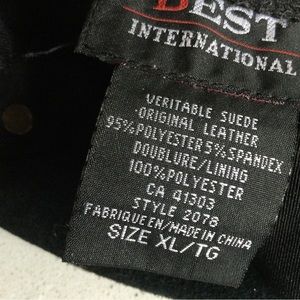 BEST
INTERNATIONAL
VERITABLE SUEDE
ORIGINAL LEATHER
95%POLYESTER 5%SPANDEX
DOUBLURE/LINING
100%POLYESTER
CA 41303
STYLE 2078
FABRIQUE EN/MADE IN CHINA
SIZE XL/TG